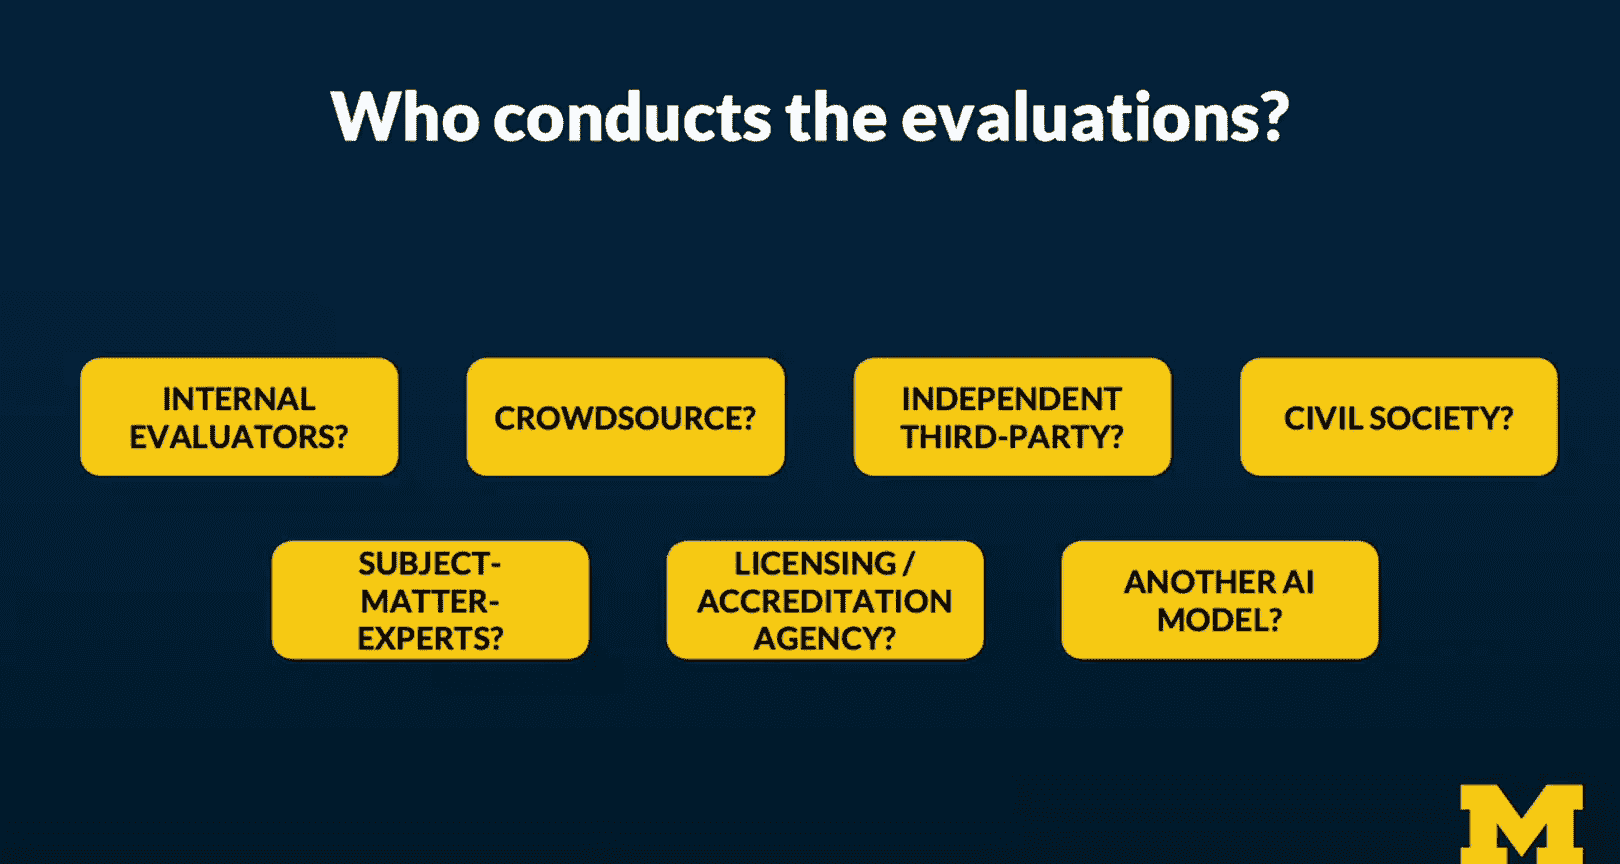 Who conducts the evaluations?
INTERNAL
EVALUATORS?
CROWDSOURCE?
INDEPENDENT
THIRD-PARTY?
CIVIL SOCIETY?
SUBJECT-
MATTER-
EXPERTS?
LICENSING /
ACCREDITATION
AGENCY?
ANOTHER AI
MODEL?
M